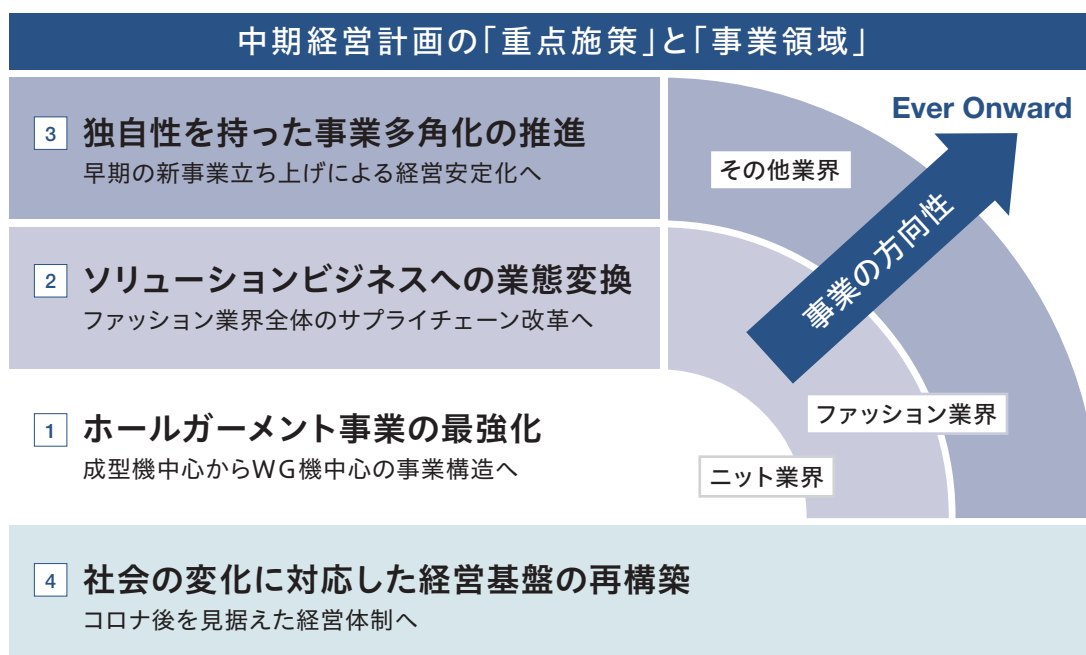 中期経営計画の「重点施策」と「事業領域」
3 独自性を持った事業多角化の推進
早期の新事業立ち上げによる経営安定化へ
2 ソリューションビジネスへの業態変換
ファッション業界全体のサプライチェーン改革へ
1 ホールガーメント事業の最強化
成型機中心からWG機中心の事業構造へ
Ever Onward
事業の方向性
その他業界
ファッション業界
ニット業界
4 社会の変化に対応した経営基盤の再構築
コロナ後を見据えた経営体制へ